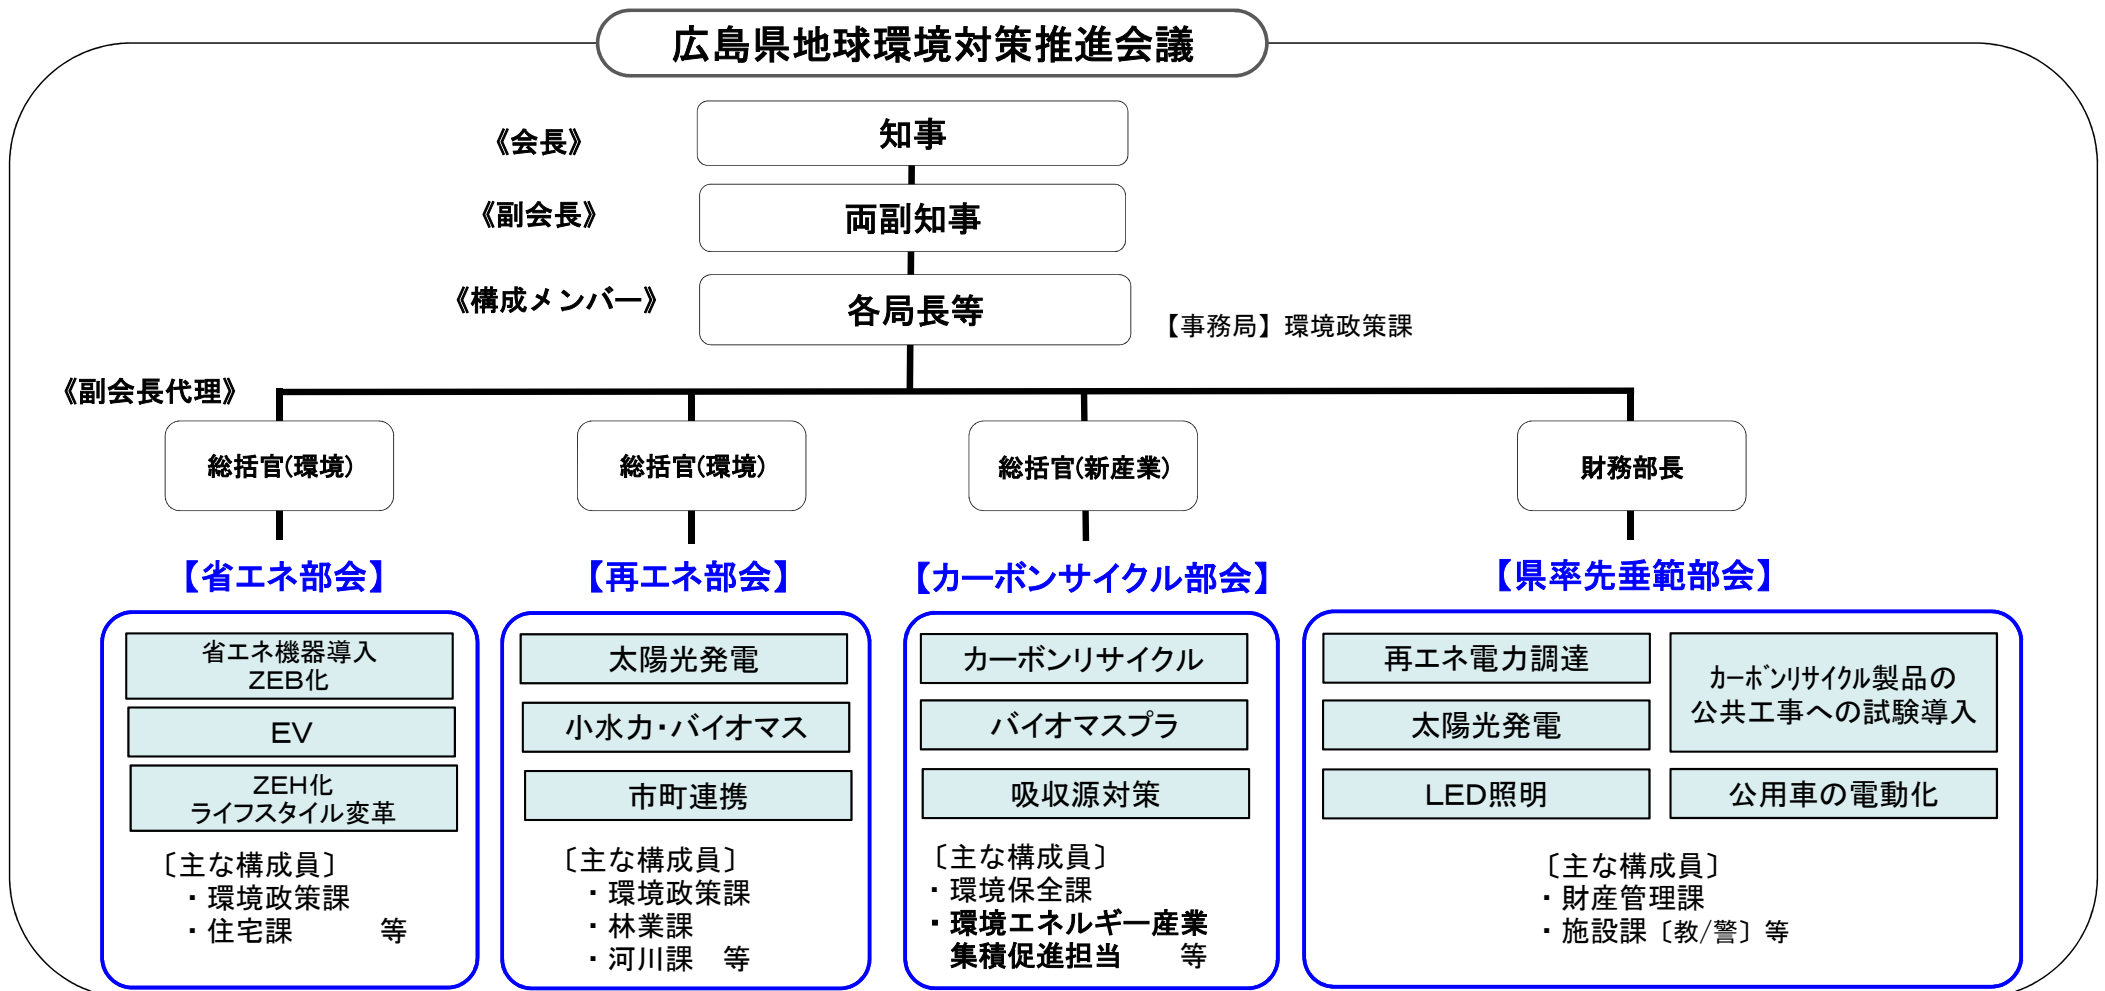 広島県地球環境対策推進会議
《会長》
知事
《副会長》
両副知事
《構成メンバー》
各局長等
【事務局】環境政策課
《副会長代理》
総括官(環境)
総括官(環境)
総括官(新産業)
財務部長
【省エネ部会】
省エネ機器導入
ZEB化
EV
ZEH化
ライフスタイル変革
〔主な構成員〕
・環境政策課
・住宅課 等
【再エネ部会】
太陽光発電
小水力・バイオマス
市町連携
〔主な構成員〕
・環境政策課
・林業課
・河川課 等
【カーボンサイクル部会】
カーボンリサイクル
バイオマスプラ
吸収源対策
〔主な構成員〕
・環境保全課
・環境エネルギー産業
集積促進担当 等
【県率先垂範部会】
再エネ電力調達
太陽光発電
LED照明
カーボンリサイクル製品の
公共工事への試験導入
公用車の電動化
〔主な構成員〕
・財産管理課
・施設課〔教/警〕等